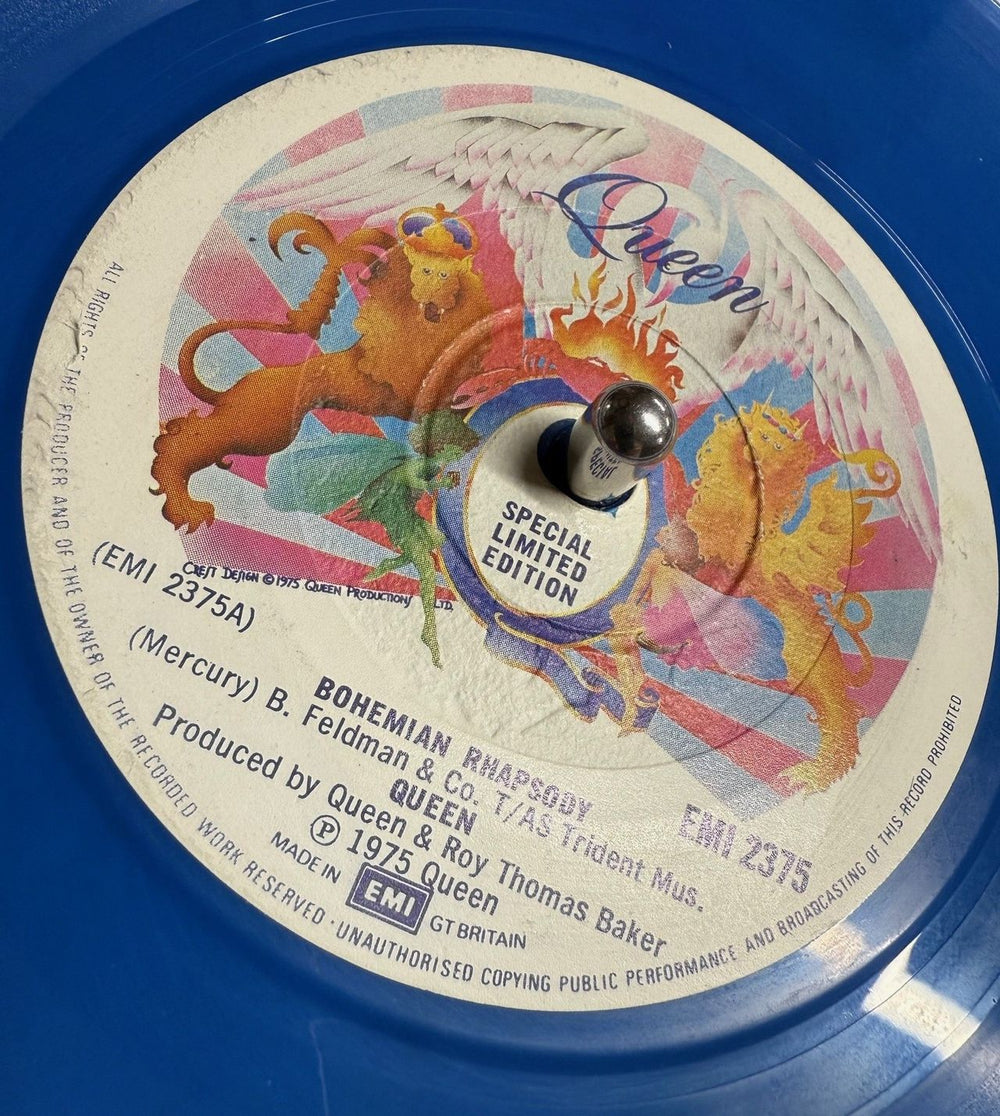 Queen
SPECIAL
LIMITED
EDITION
CREST DESIGN © 1975 QUEEN PRODUCTIONS LTD.
(EMI 2375A)
EMI 2375
BOHEMIAN RHAPSODY
(Mercury) B. Feldman & Co. T/AS Trident Mus.
QUEEN
Produced by Queen & Roy Thomas Baker
℗ 1975 Queen
MADE IN EMI GT BRITAIN
ALL RIGHTS OF THE PRODUCER AND OF THE OWNER OF THE RECORDED WORK RESERVED · UNAUTHORISED COPYING PUBLIC PERFORMANCE AND BROADCASTING OF THIS RECORD PROHIBITED